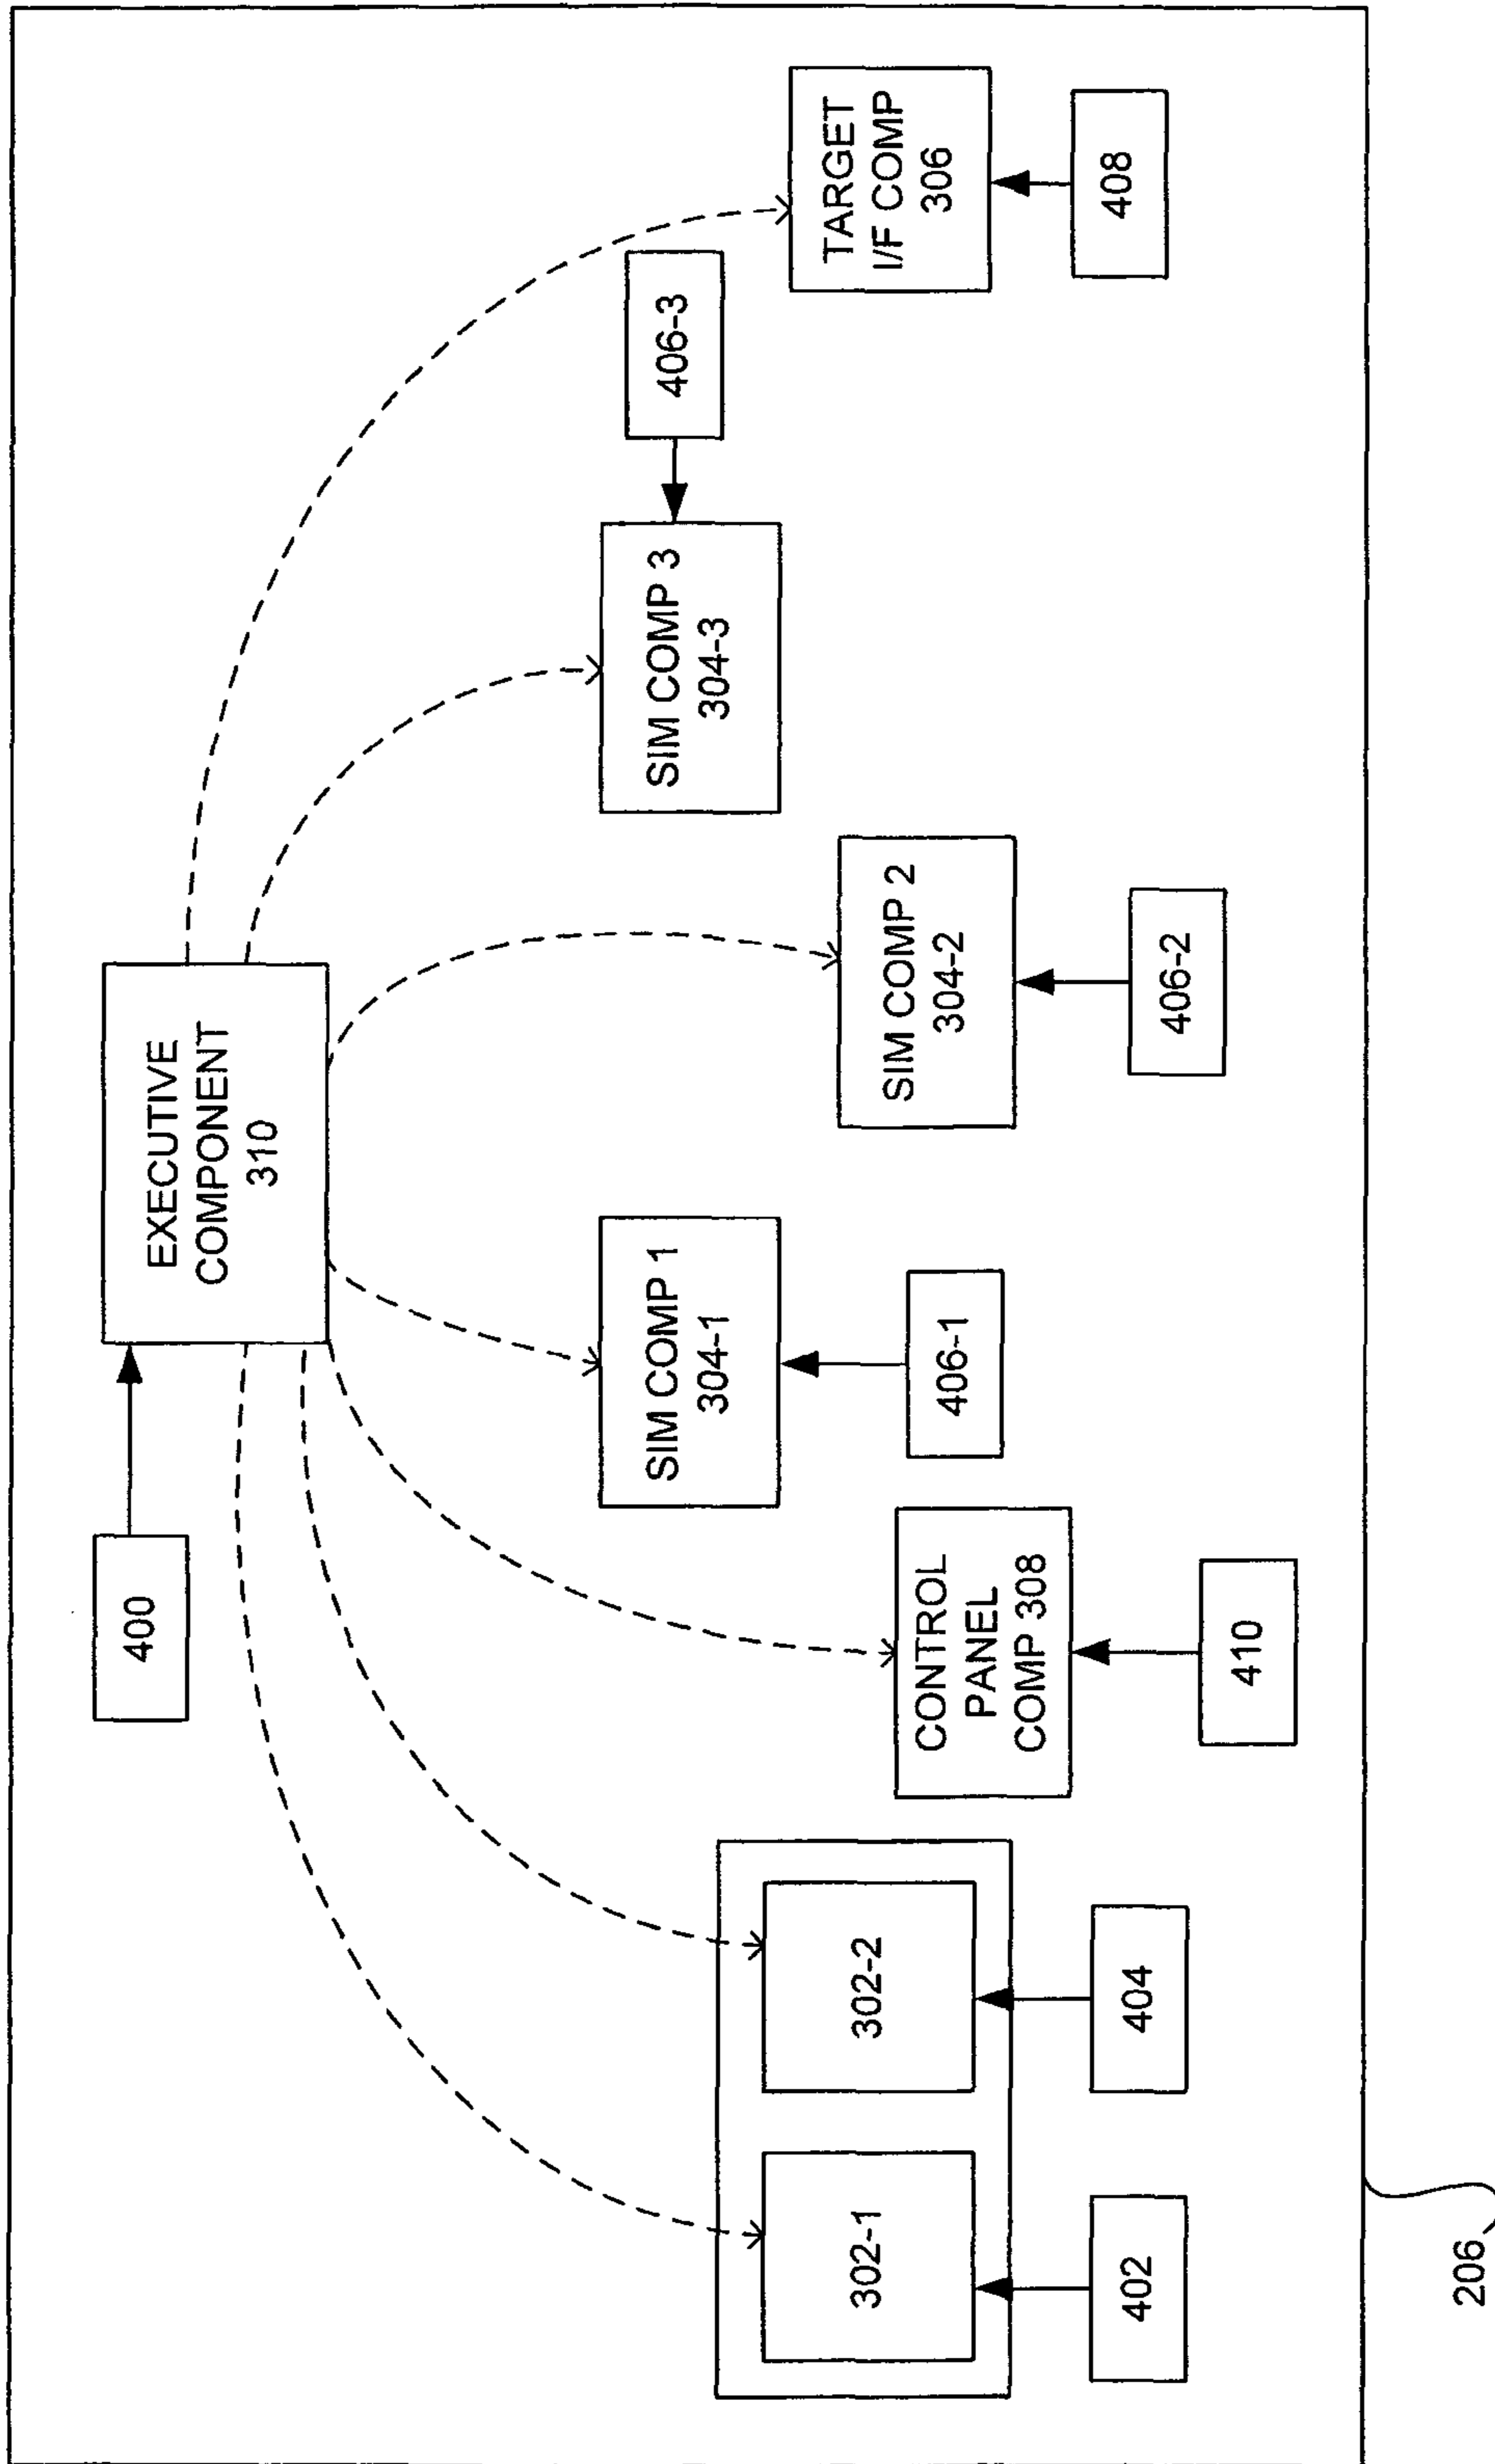 400
EXECUTIVE
COMPONENT
310
302-1
302-2
402
404
CONTROL
PANEL
COMP 308
410
SIM COMP 1
304-1
406-1
SIM COMP 2
304-2
406-2
SIM COMP 3
304-3
406-3
TARGET
I/F COMP
306
408
206